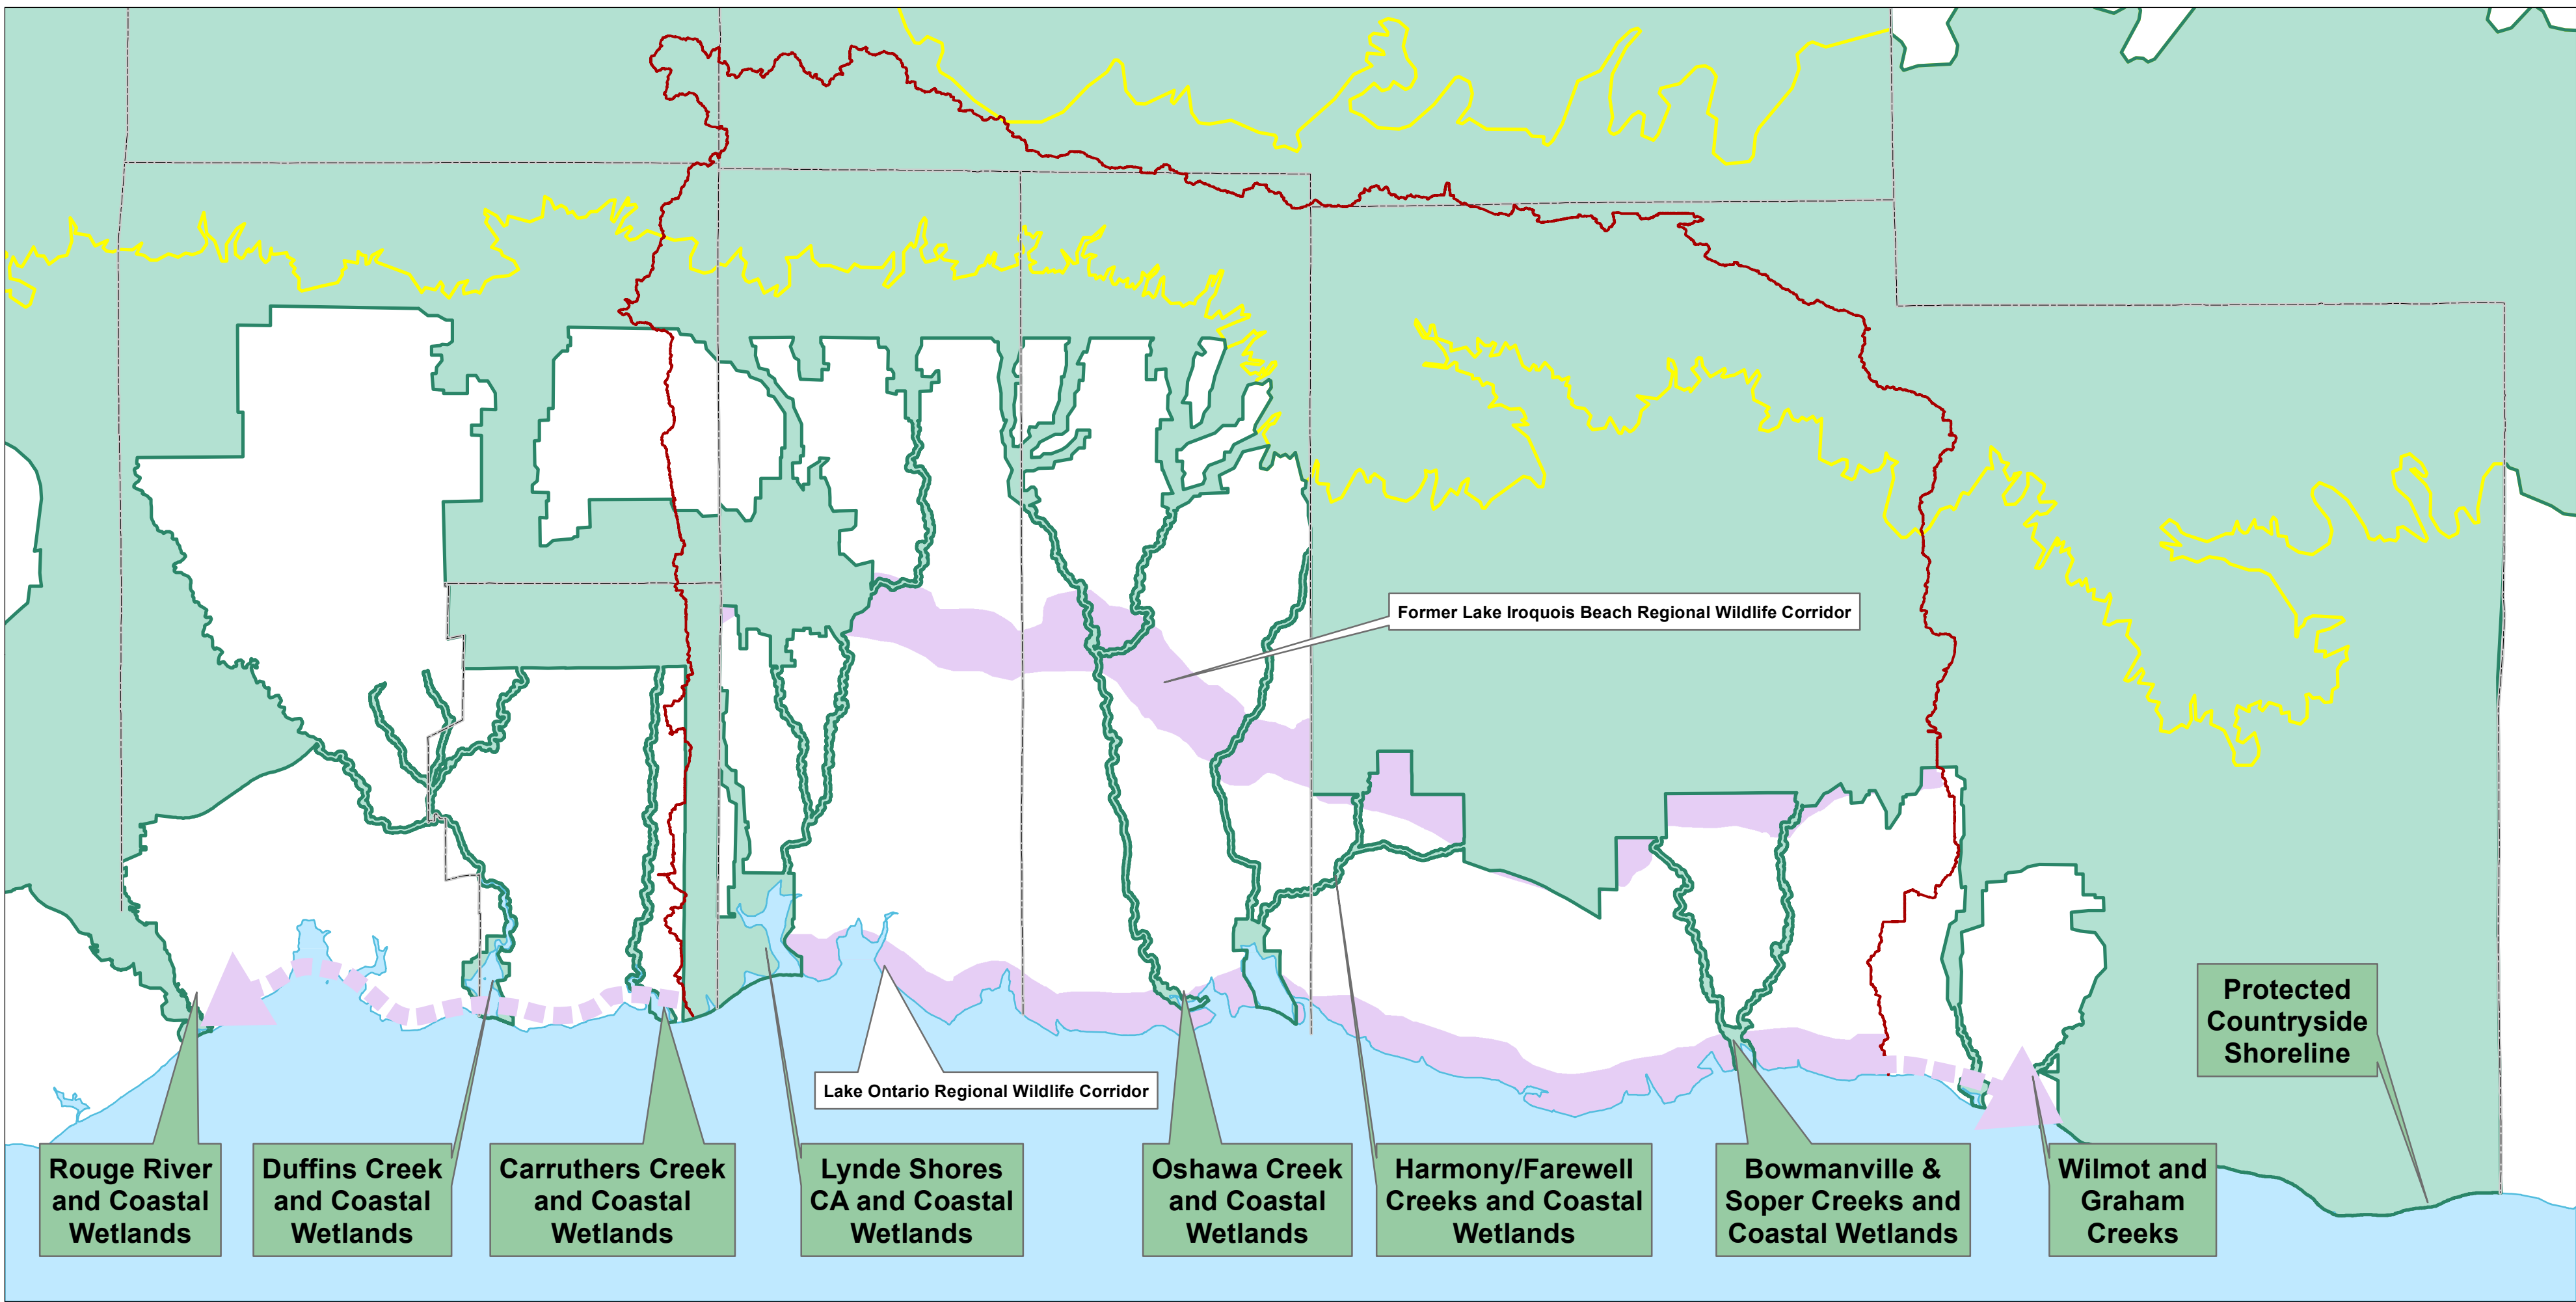 Former Lake Iroquois Beach Regional Wildlife Corridor
Protected
Countryside
Shoreline
Lake Ontario Regional Wildlife Corridor
Rouge River
and Coastal
Wetlands
Duffins Creek
and Coastal
Wetlands
Carruthers Creek
and Coastal
Wetlands
Lynde Shores
CA and Coastal
Wetlands
Oshawa Creek
and Coastal
Wetlands
Harmony/Farewell
Creeks and Coastal
Wetlands
Bowmanville &
Soper Creeks and
Coastal Wetlands
Wilmot and
Graham
Creeks